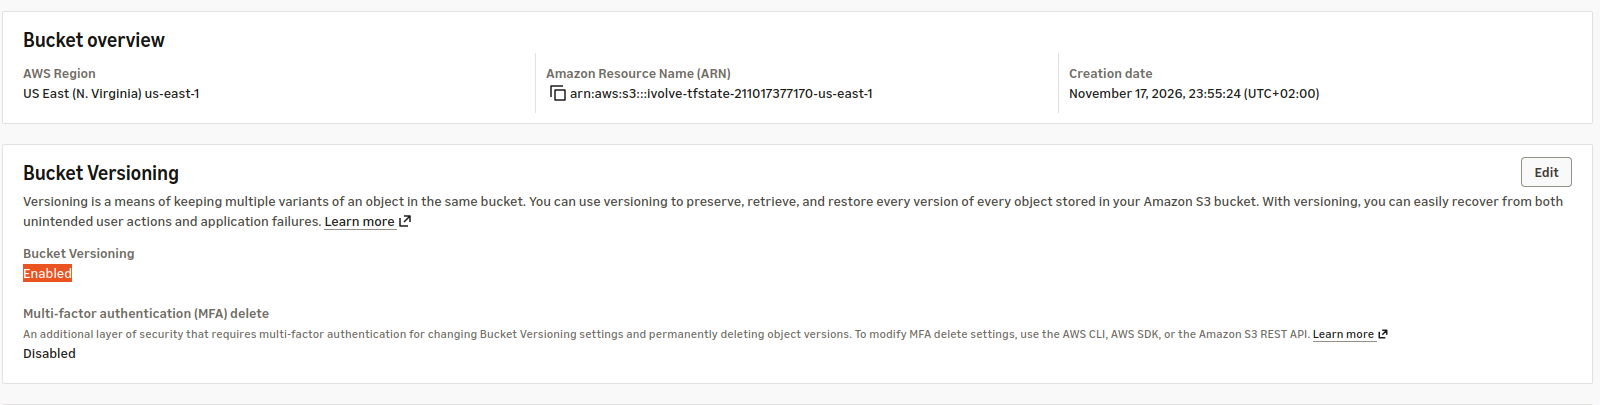 Bucket overview
AWS Region
US East (N. Virginia) us-east-1
Amazon Resource Name (ARN)
arn:aws:s3:::ivolve-tfstate-211017377170-us-east-1
Creation date
November 17, 2026, 23:55:24 (UTC+02:00)
Bucket Versioning
Edit
Versioning is a means of keeping multiple variants of an object in the same bucket. You can use versioning to preserve, retrieve, and restore every version of every object stored in your Amazon S3 bucket. With versioning, you can easily recover from both
unintended user actions and application failures. Learn more
Bucket Versioning
Enabled
Multi-factor authentication (MFA) delete
An additional layer of security that requires multi-factor authentication for changing Bucket Versioning settings and permanently deleting object versions. To modify MFA delete settings, use the AWS CLI, AWS SDK, or the Amazon S3 REST API. Learn more
Disabled